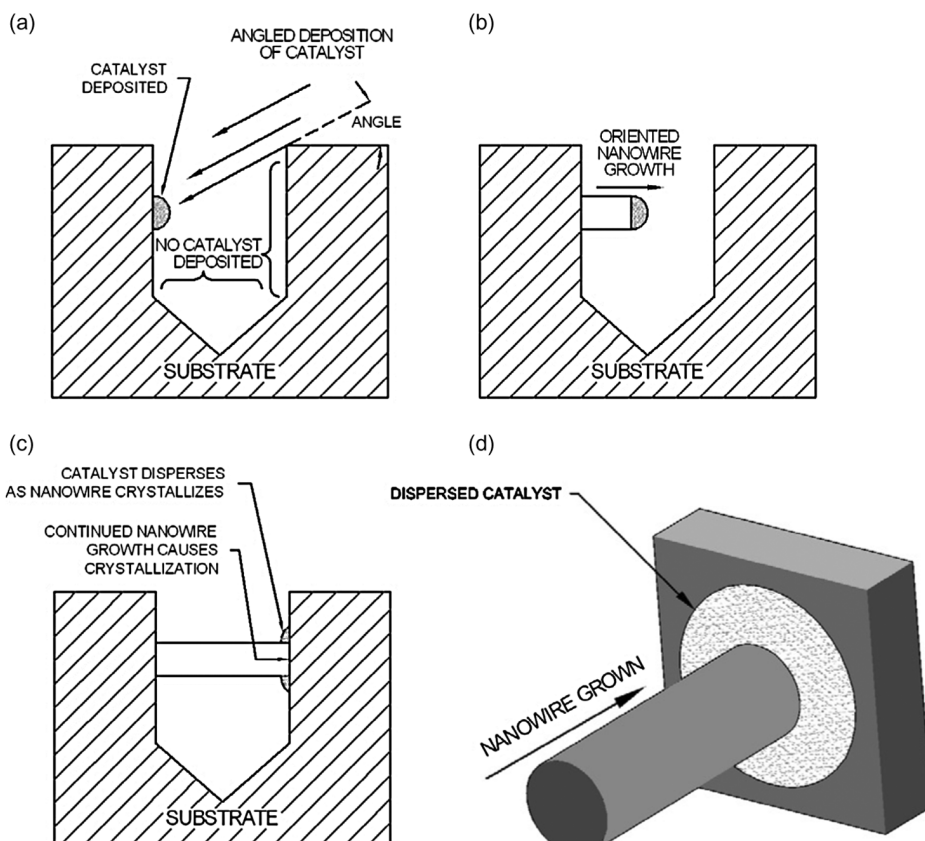 (a)
ANGLED DEPOSITION
OF CATALYST
CATALYST
DEPOSITED
ANGLE
NO CATALYST
DEPOSITED
SUBSTRATE
(b)
ORIENTED
NANOWIRE
GROWTH
SUBSTRATE
(c)
CATALYST DISPERSES
AS NANOWIRE CRYSTALLIZES
CONTINUED NANOWIRE
GROWTH CAUSES
CRYSTALLIZATION
SUBSTRATE
(d)
DISPERSED CATALYST
NANOWIRE GROWN